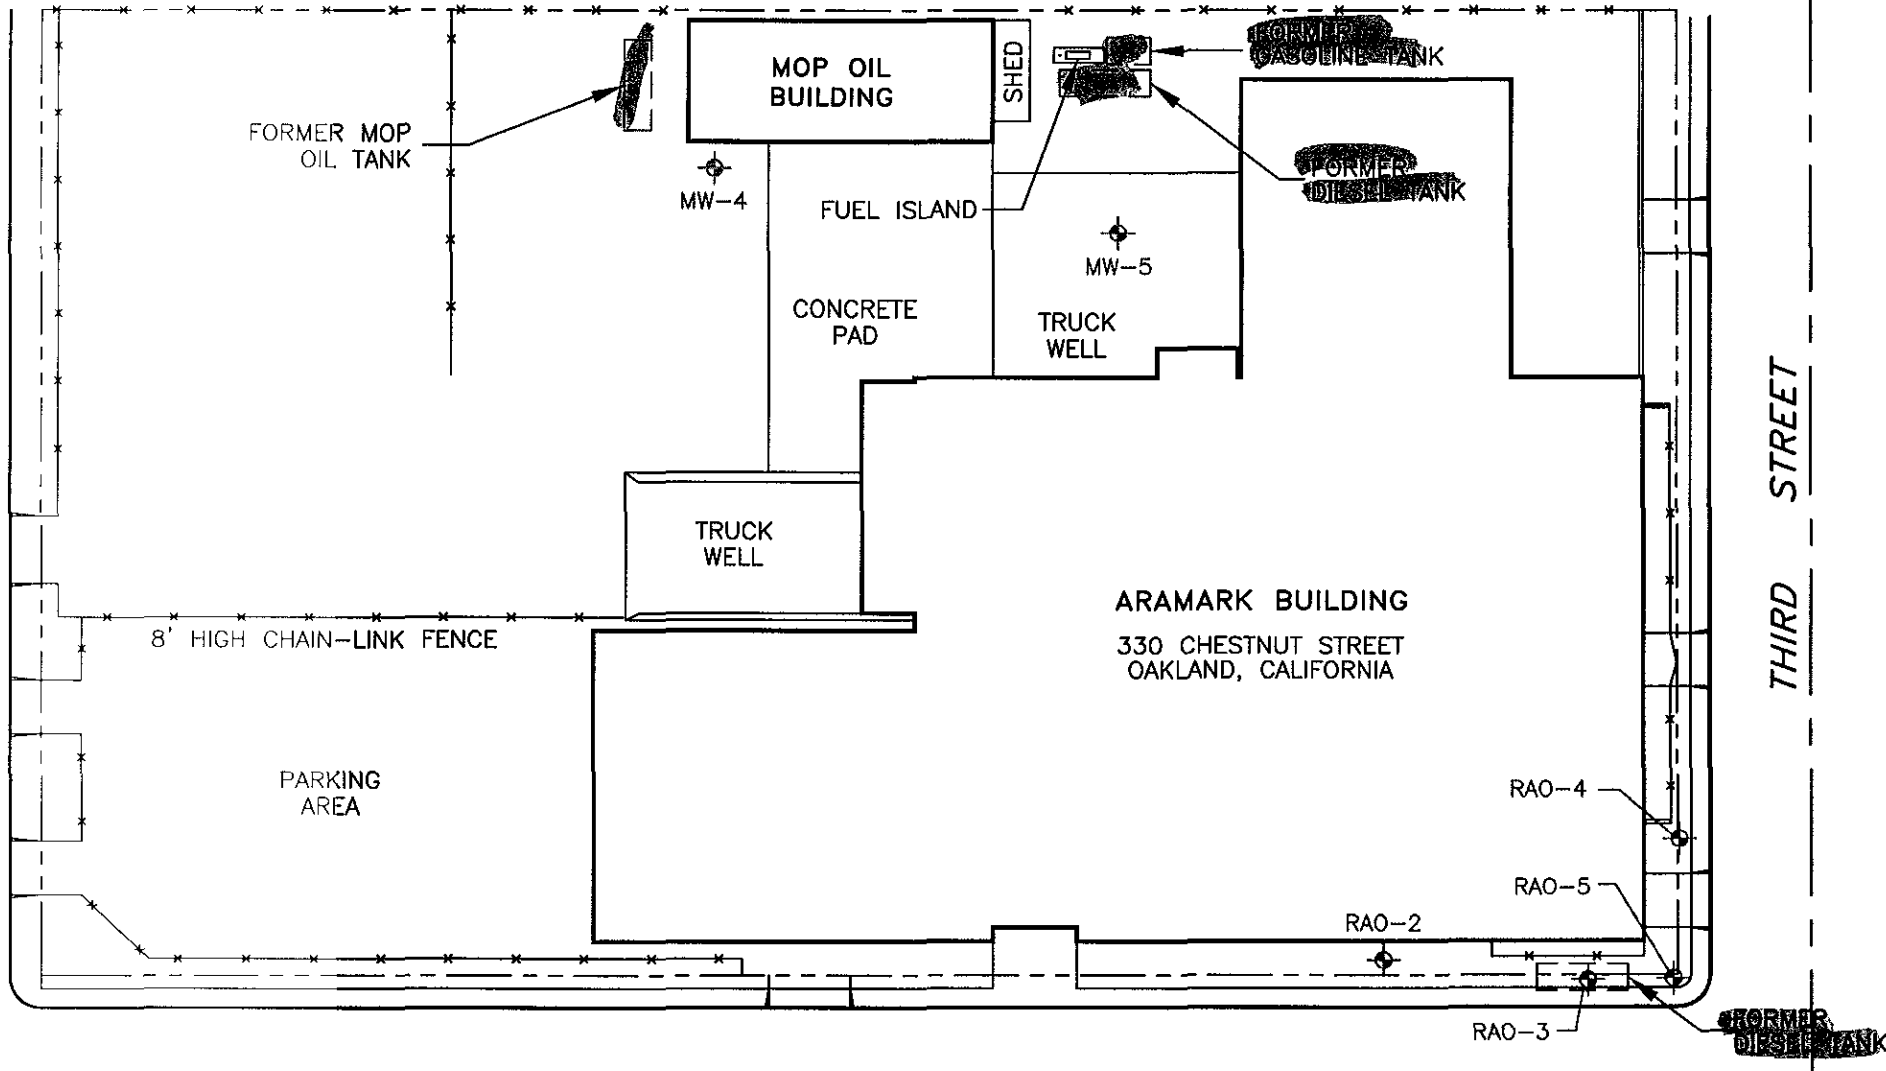 MOP OIL
BUILDING
SHED
FORMER
GASOLINE TANK
FORMER MOP
OIL TANK
FORMER
DIESEL TANK
MW-4
FUEL ISLAND
MW-5
CONCRETE
PAD
TRUCK
WELL
THIRD STREET
TRUCK
WELL
ARAMARK BUILDING
330 CHESTNUT STREET
OAKLAND, CALIFORNIA
8' HIGH CHAIN-LINK FENCE
PARKING
AREA
RAO-4
RAO-5
RAO-2
RAO-3
FORMER
DIESEL TANK